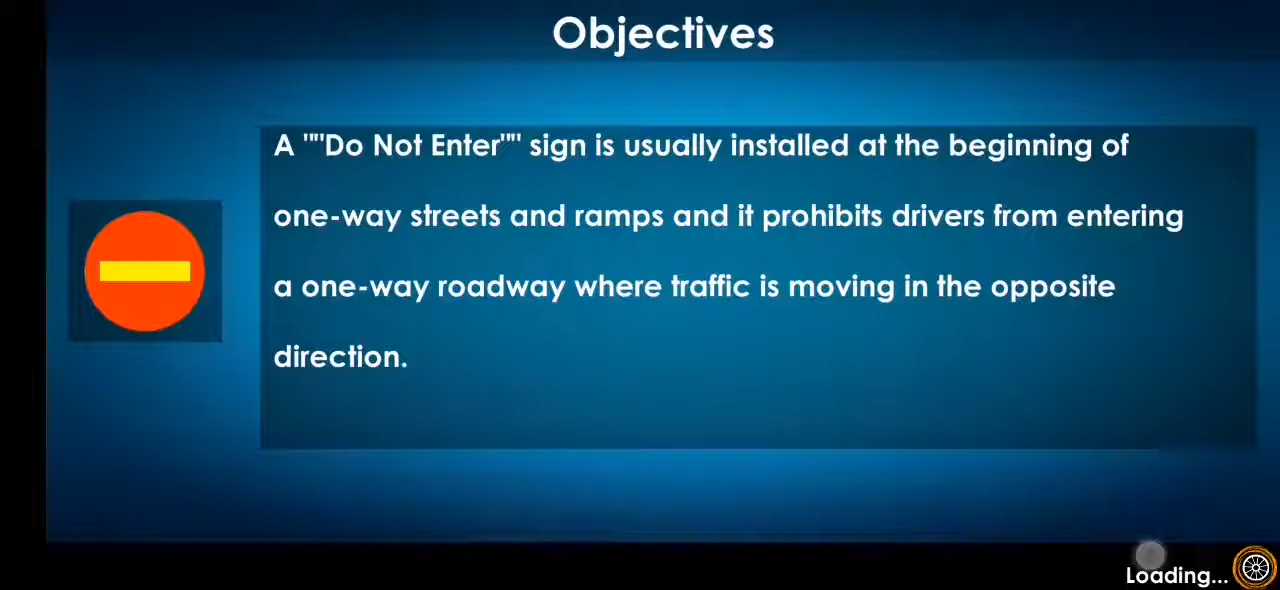 Objectives
A ""Do Not Enter"" sign is usually installed at the beginning of
one-way streets and ramps and it prohibits drivers from entering
a one-way roadway where traffic is moving in the opposite
direction.
Loading...